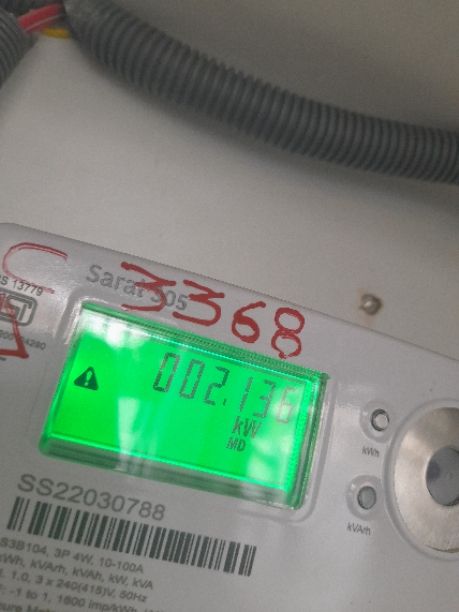 IS 13779
Saral 305
3368
002.136
kW
MD
kWh
kVArh
SS22030788
S3B104, 3P 4W, 10-100A
kWh, kVArh, kVAh, kW, kVA
1.0, 3 x 240(415)V, 50Hz
-1 to 1, 1600 imp/kWh